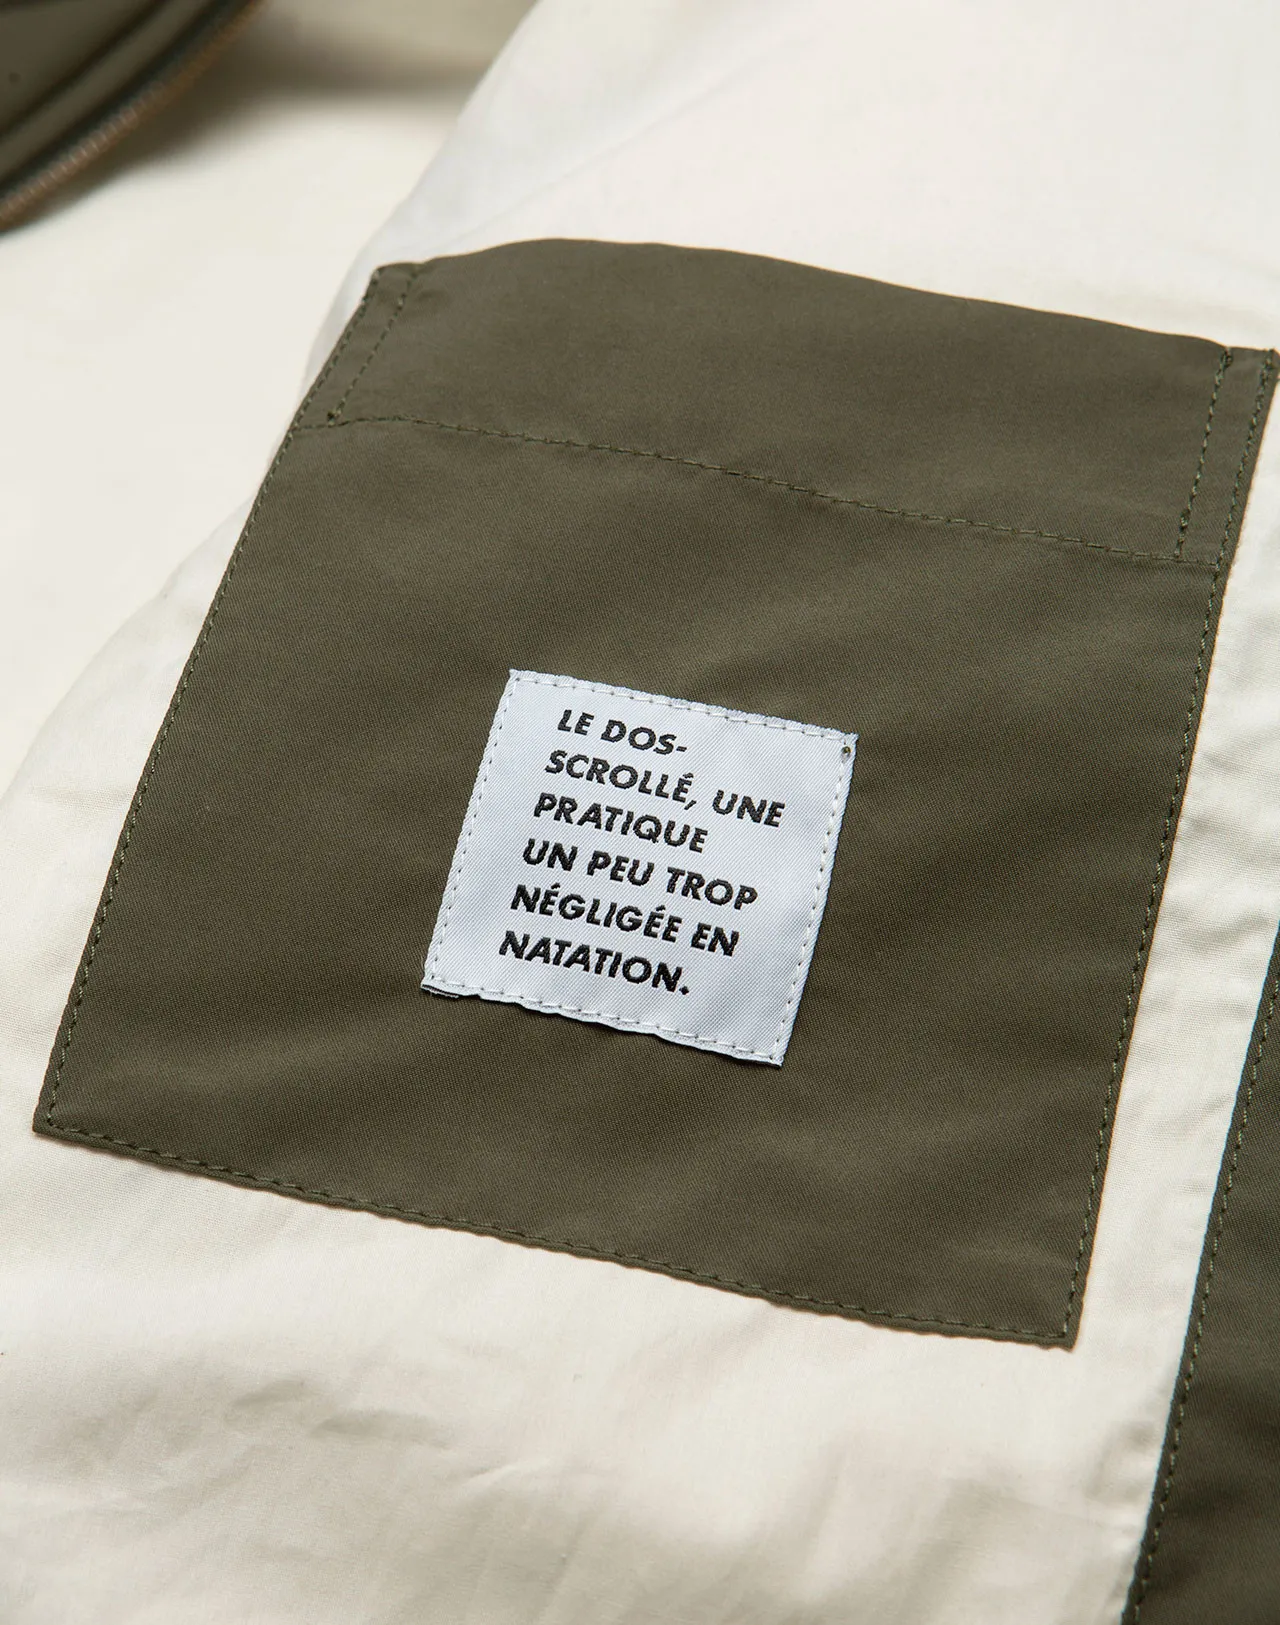 LE DOS-
SCROLLÉ, UNE
PRATIQUE
UN PEU TROP
NÉGLIGÉE EN
NATATION.